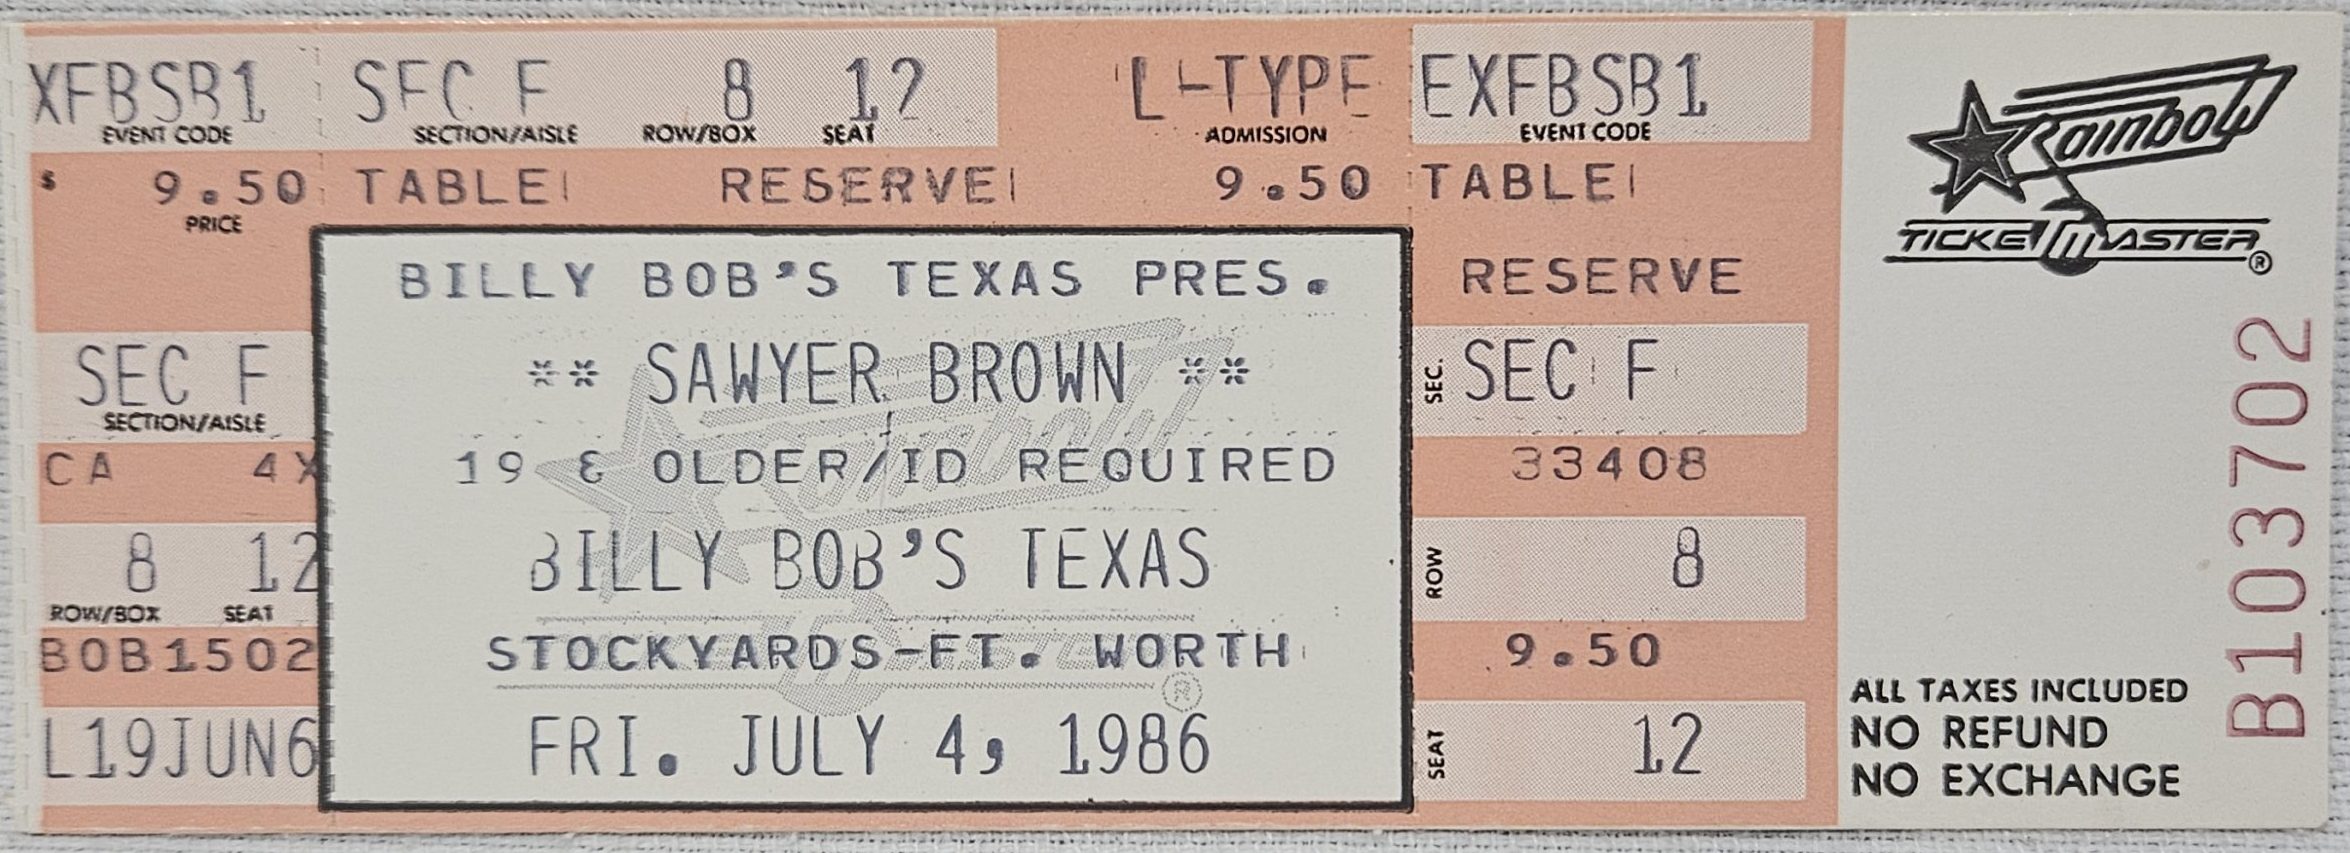 XFBSB1
EVENT CODE
$ 9.50
PRICE
SEC F
SECTION/AISLE
CA 4X
8 12
ROW/BOX SEAT
BOB1502
L19JUN6
SEC F 8 12
SECTION/AISLE ROW/BOX SEAT
L-TYPE
ADMISSION
TABLE RESERVE 9.50
BILLY BOB'S TEXAS PRES.
** SAWYER BROWN **
19 & OLDER/ID REQUIRED
BILLY BOB'S TEXAS
STOCKYARDS-FT. WORTH
FRI. JULY 4, 1986
Rainbow
®
EXFBSB1
EVENT CODE
TABLE
RESERVE
SEC. SEC F
33408
ROW 8
9.50
SEAT 12
Rainbow
TICKETMASTER®
B103702
ALL TAXES INCLUDED
NO REFUND
NO EXCHANGE